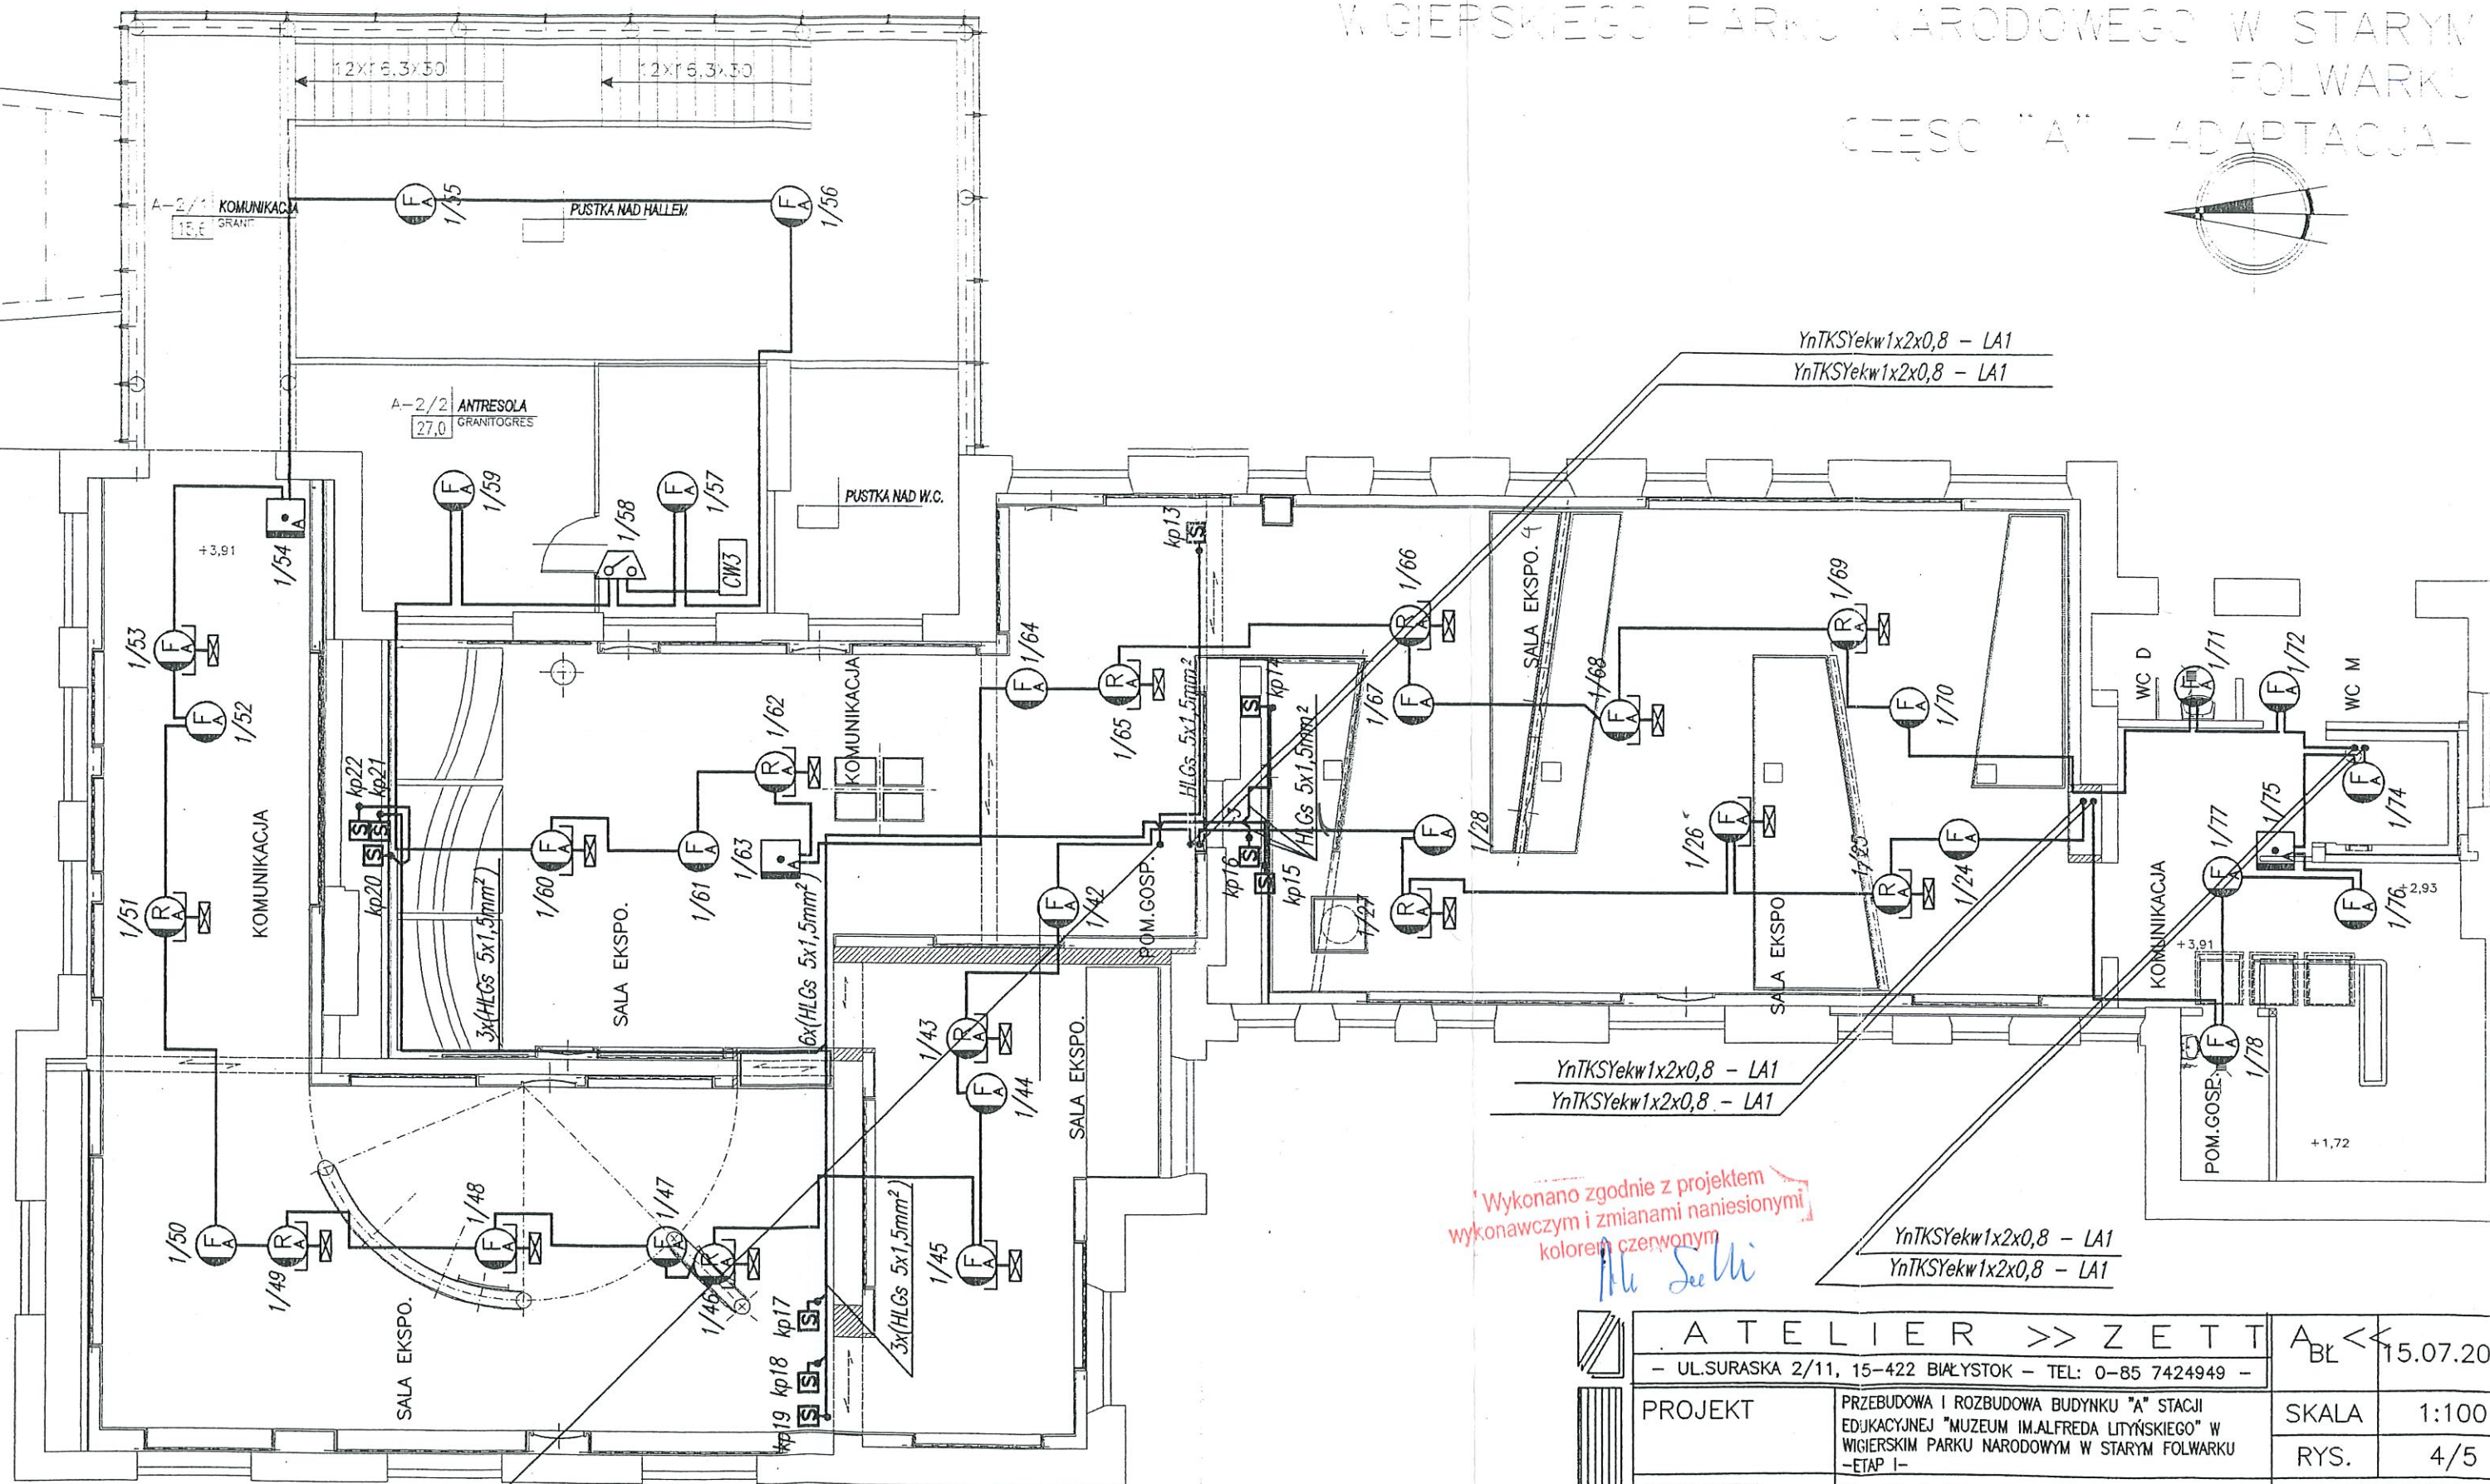 W GIERSKIEGO PARKU NARODOWEGO W STARYM
FOLWARKU
CZĘŚC "A" -ADAPTACJA-
12X16,3X30
12X16,3X30
A-2/1 KOMUNIKACJA
15,6 GRANIT
1/55
PUSTKA NAD HALLEM
1/56
YnTKSYekw1x2x0,8 - LA1
YnTKSYekw1x2x0,8 - LA1
A-2/2 ANTRESOLA
27,0 GRANITOGRES
1/59
1/57
1/58
CW3
PUSTKA NAD W.C.
+3,91
1/54
1/53
1/52
1/51
KOMUNIKACJA
kp22
kp21
kp20
3x(HLGs 5x1,5mm²)
1/60
1/61
1/62
1/63
SALA EKSPO.
KOMUNIKACJA
6x(HLGs 5x1,5mm²)
1/64
1/65
kp13
HLGs 5x1,5mm²
kp14
HLGs 5x1,5mm²
kp16
kp15
1/42
POM.GOSP.
1/66
1/67
SALA EKSPO. 4
1/68
1/69
1/70
1/28
1/27
1/26
1/25
1/24
SALA EKSPO
WC D
1/71
1/72
WC M
1/74
1/75
1/77
1/76
+2,93
KOMUNIKACJA
+3,91
1/78
POM.GOSP.
+1,72
1/43
1/44
SALA EKSPO.
1/45
3x(HLGs 5x1,5mm²)
1/50
1/49
1/48
1/47
1/46
SALA EKSPO.
kp17
kp18
kp19
YnTKSYekw1x2x0,8 - LA1
YnTKSYekw1x2x0,8 - LA1
YnTKSYekw1x2x0,8 - LA1
YnTKSYekw1x2x0,8 - LA1
Wykonano zgodnie z projektem
wykonawczym i zmianami naniesionymi
kolorem czerwonym
ATELIER >> ZETTA <<
BŁ 15.07.20
- UL.SURASKA 2/11, 15-422 BIAŁYSTOK - TEL: 0-85 7424949 -
PROJEKT
PRZEBUDOWA I ROZBUDOWA BUDYNKU "A" STACJI
EDUKACYJNEJ "MUZEUM IM.ALFREDA LITYŃSKIEGO" W
WIGIERSKIM PARKU NARODOWYM W STARYM FOLWARKU
-ETAP I-
SKALA 1:100
RYS. 4/5